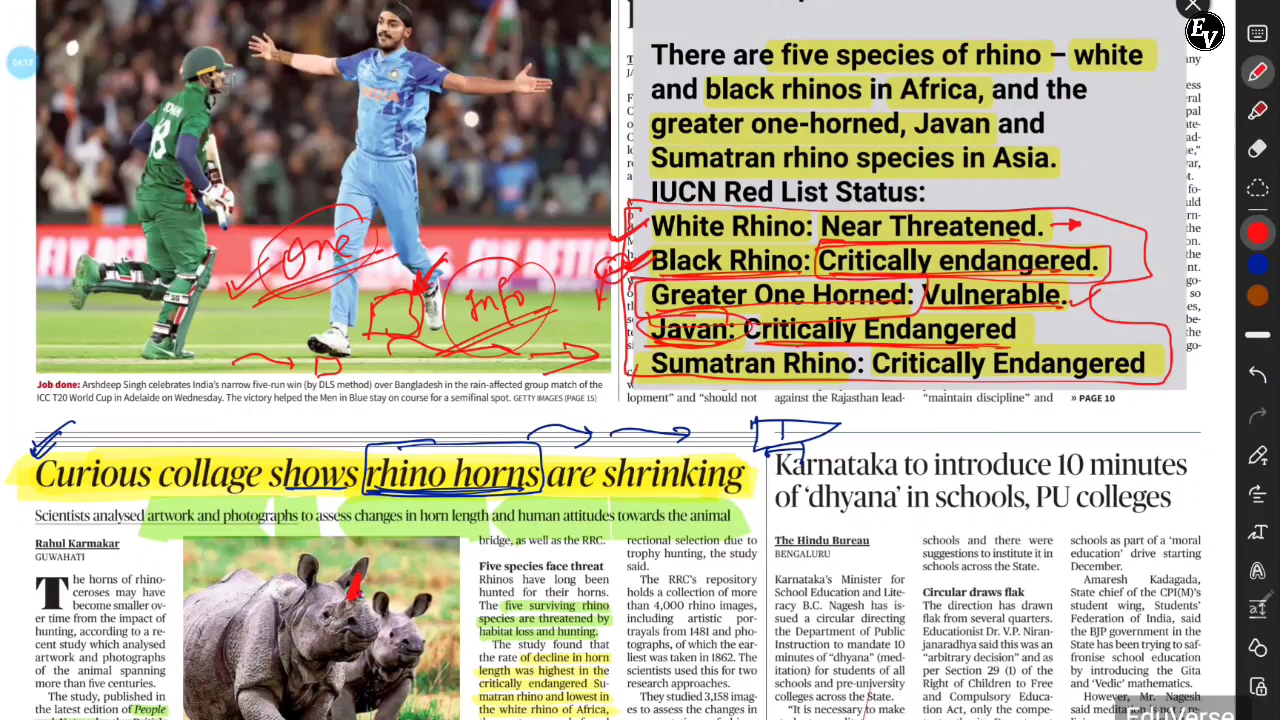 There are five species of rhino – white
and black rhinos in Africa, and the
greater one-horned, Javan and
Sumatran rhino species in Asia.
IUCN Red List Status:
White Rhino: Near Threatened.
Black Rhino: Critically endangered.
Greater One Horned: Vulnerable.
Javan: Critically Endangered
Sumatran Rhino: Critically Endangered
EV
04:13
INDIA
one
info
Job done: Arshdeep Singh celebrates India's narrow five-run win (by DLS method) over Bangladesh in the rain-affected group match of the
ICC T20 World Cup in Adelaide on Wednesday. The victory helped the Men in Blue stay on course for a semifinal spot. GETTY IMAGES (PAGE 15)
lopment” and “should not
against the Rajasthan lead-
“maintain discipline” and
» PAGE 10
Curious collage shows rhino horns are shrinking
Scientists analysed artwork and photographs to assess changes in horn length and human attitudes towards the animal
Rahul Karmakar
GUWAHATI
The horns of rhino-
ceroses may have
become smaller ov-
er time from the impact of
hunting, according to a re-
cent study which analysed
artwork and photographs
of the animal spanning
more than five centuries.
The study, published in
the latest edition of People
bridge, as well as the RRC.
Five species face threat
Rhinos have long been
hunted for their horns.
The five surviving rhino
species are threatened by
habitat loss and hunting.
The study found that
the rate of decline in horn
length was highest in the
critically endangered Su-
matran rhino and lowest in
the white rhino of Africa,
rectional selection due to
trophy hunting, the study
said.
The RRC's repository
holds a collection of more
than 4,000 rhino images,
including artistic por-
trayals from 1481 and pho-
tographs, of which the ear-
liest was taken in 1862. The
scientists used this for two
research approaches.
They studied 3,158 imag-
es to assess the changes in
Karnataka to introduce 10 minutes
of ‘dhyana’ in schools, PU colleges
The Hindu Bureau
BENGALURU
Karnataka's Minister for
School Education and Lite-
racy B.C. Nagesh has is-
sued a circular directing
the Department of Public
Instruction to mandate 10
minutes of “dhyana” (med-
itation) for students of all
schools and pre-university
colleges across the State.
“It is necessary to make
schools and there were
suggestions to institute it in
schools across the State.
Circular draws flak
The direction has drawn
flak from several quarters.
Educationist Dr. V.P. Niran-
janaradhya said this was an
“arbitrary decision” and as
per Section 29 (1) of the
Right of Children to Free
and Compulsory Educa-
tion Act, only the compe-
schools as part of a ‘moral
education’ drive starting
December.
Amaresh Kadagada,
State chief of the CPI(M)'s
student wing, Students'
Federation of India, said
the BJP government in the
State has been trying to saf-
fronise school education
by introducing the Gita
and ‘Vedic’ mathematics.
However, Mr. Nagesh
EduVerse